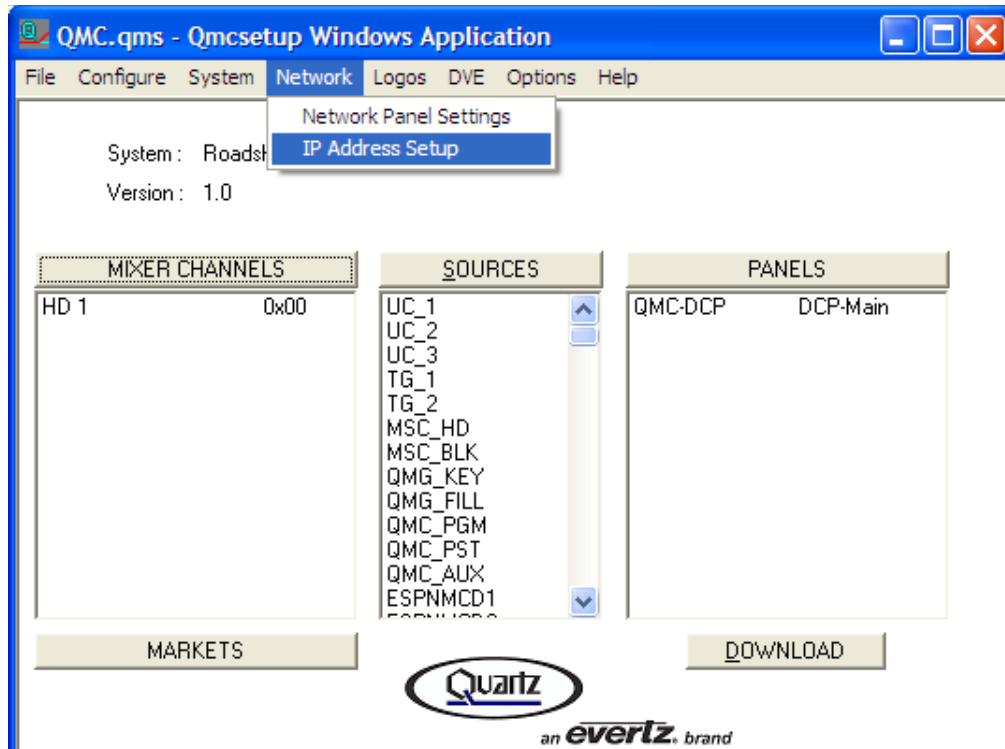 QMC.qms - Qmcsetup Windows Application
File Configure System Network Logos DVE Options Help
Network Panel Settings
IP Address Setup
System :
Version : 1.0
MIXER CHANNELS
HD 1 0x00
SOURCES
UC_1
UC_2
UC_3
TG_1
TG_2
MSC_HD
MSC_BLK
QMG_KEY
QMG_FILL
QMC_PGM
QMC_PST
QMC_AUX
ESPNMCD1
PANELS
QMC-DCP DCP-Main
MARKETS
DOWNLOAD
Quartz
an evertz. brand